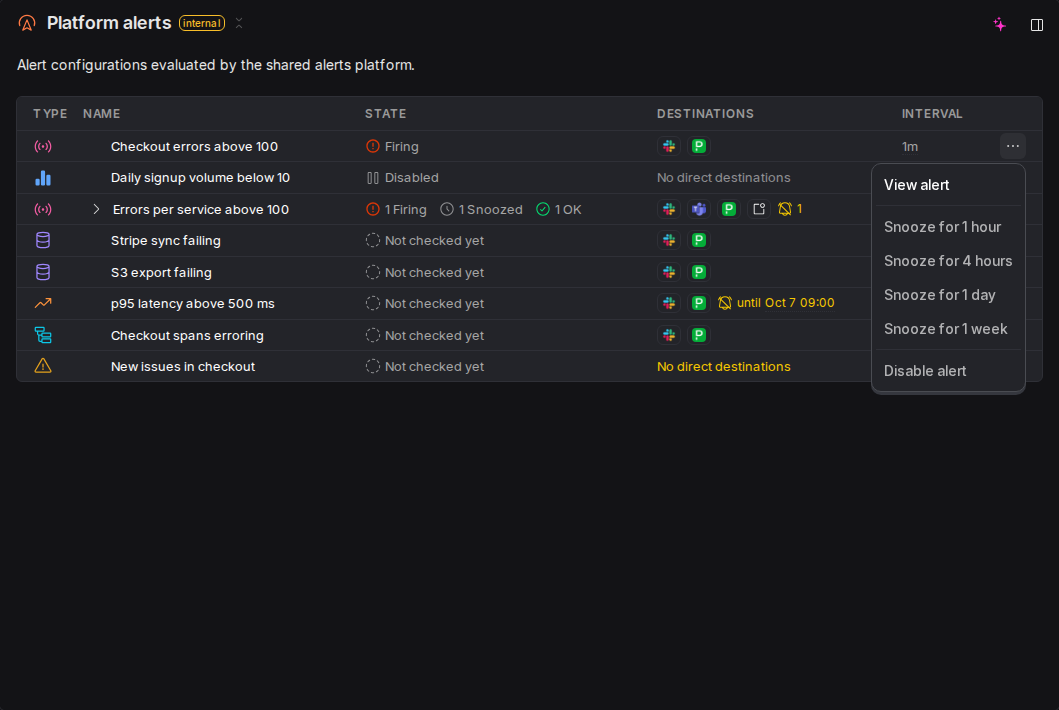 Platform alerts internal
Alert configurations evaluated by the shared alerts platform.
TYPE NAME STATE DESTINATIONS INTERVAL
Checkout errors above 100 Firing P 1m
Daily signup volume below 10 Disabled No direct destinations
Errors per service above 100 1 Firing 1 Snoozed 1 OK P 1
Stripe sync failing Not checked yet P
S3 export failing Not checked yet P
p95 latency above 500 ms Not checked yet P until Oct 7 09:00
Checkout spans erroring Not checked yet P
New issues in checkout Not checked yet No direct destinations
View alert
Snooze for 1 hour
Snooze for 4 hours
Snooze for 1 day
Snooze for 1 week
Disable alert